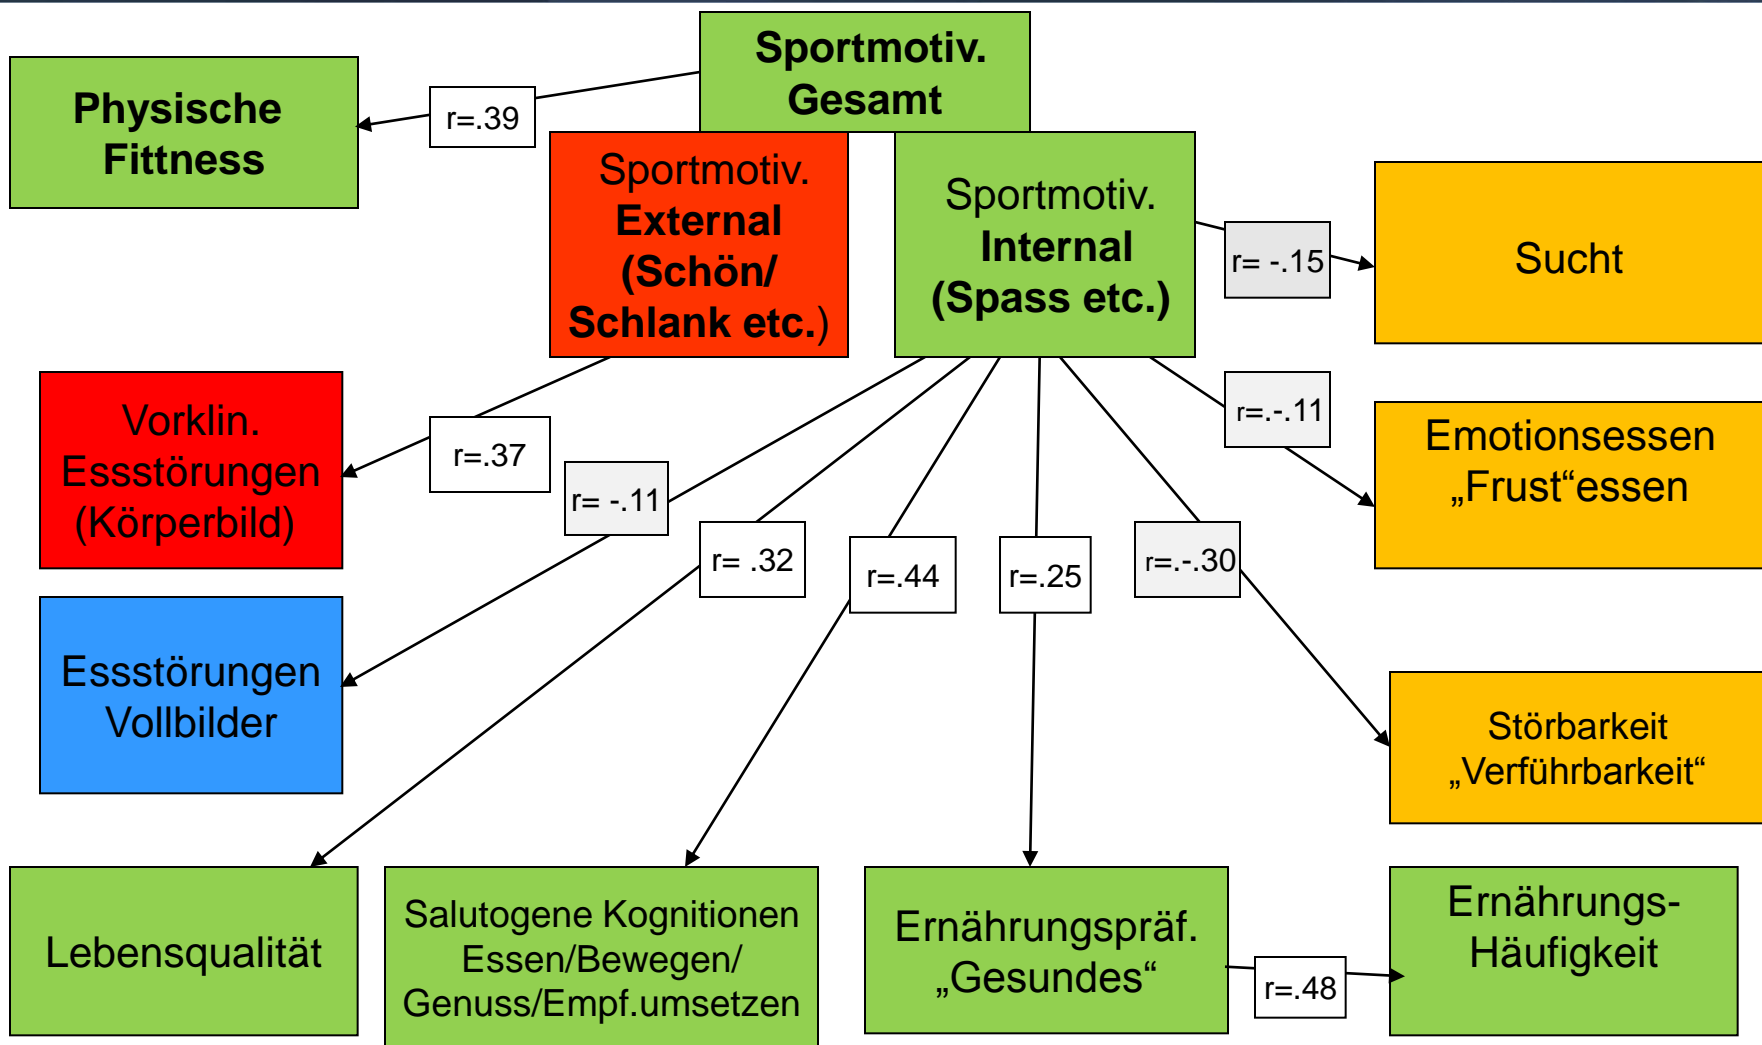 Sportmotiv.
Gesamt
Physische
Fittness
r=.39
Sportmotiv.
External
(Schön/
Schlank etc.)
Sportmotiv.
Internal
(Spass etc.)
r= -.15
Sucht
Vorklin.
Essstörungen
(Körperbild)
r=.37
r= -.11
r= .32
r=.44
r=.25
r=.-.30
r=.-.11
Emotionsessen
„Frust“essen
Essstörungen
Vollbilder
Störbarkeit
„Verführbarkeit“
Lebensqualität
Salutogene Kognitionen
Essen/Bewegen/
Genuss/Empf.umsetzen
Ernährungspräf.
„Gesundes“
r=.48
Ernährungs-
Häufigkeit